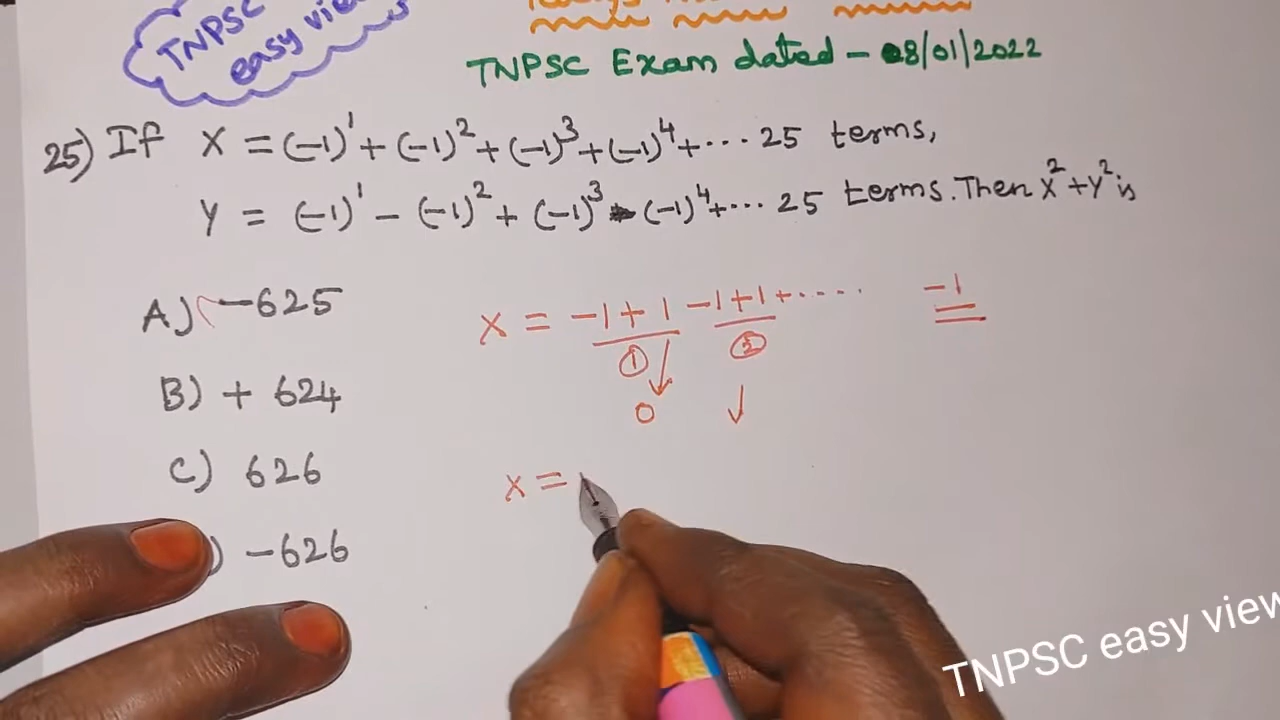 TNPSC
easy view
TNPSC Exam dated - 08/01/2022
25) If X = (-1)¹ + (-1)² + (-1)³ + (-1)⁴ + ... 25 terms,
Y = (-1)¹ - (-1)² + (-1)³ - (-1)⁴ + ... 25 terms. Then X² + Y² is
A) -625
B) + 624
C) 626
) -626
x = -1 + 1 -1 + 1 + ..... -1
① ②
0
x =
TNPSC easy view